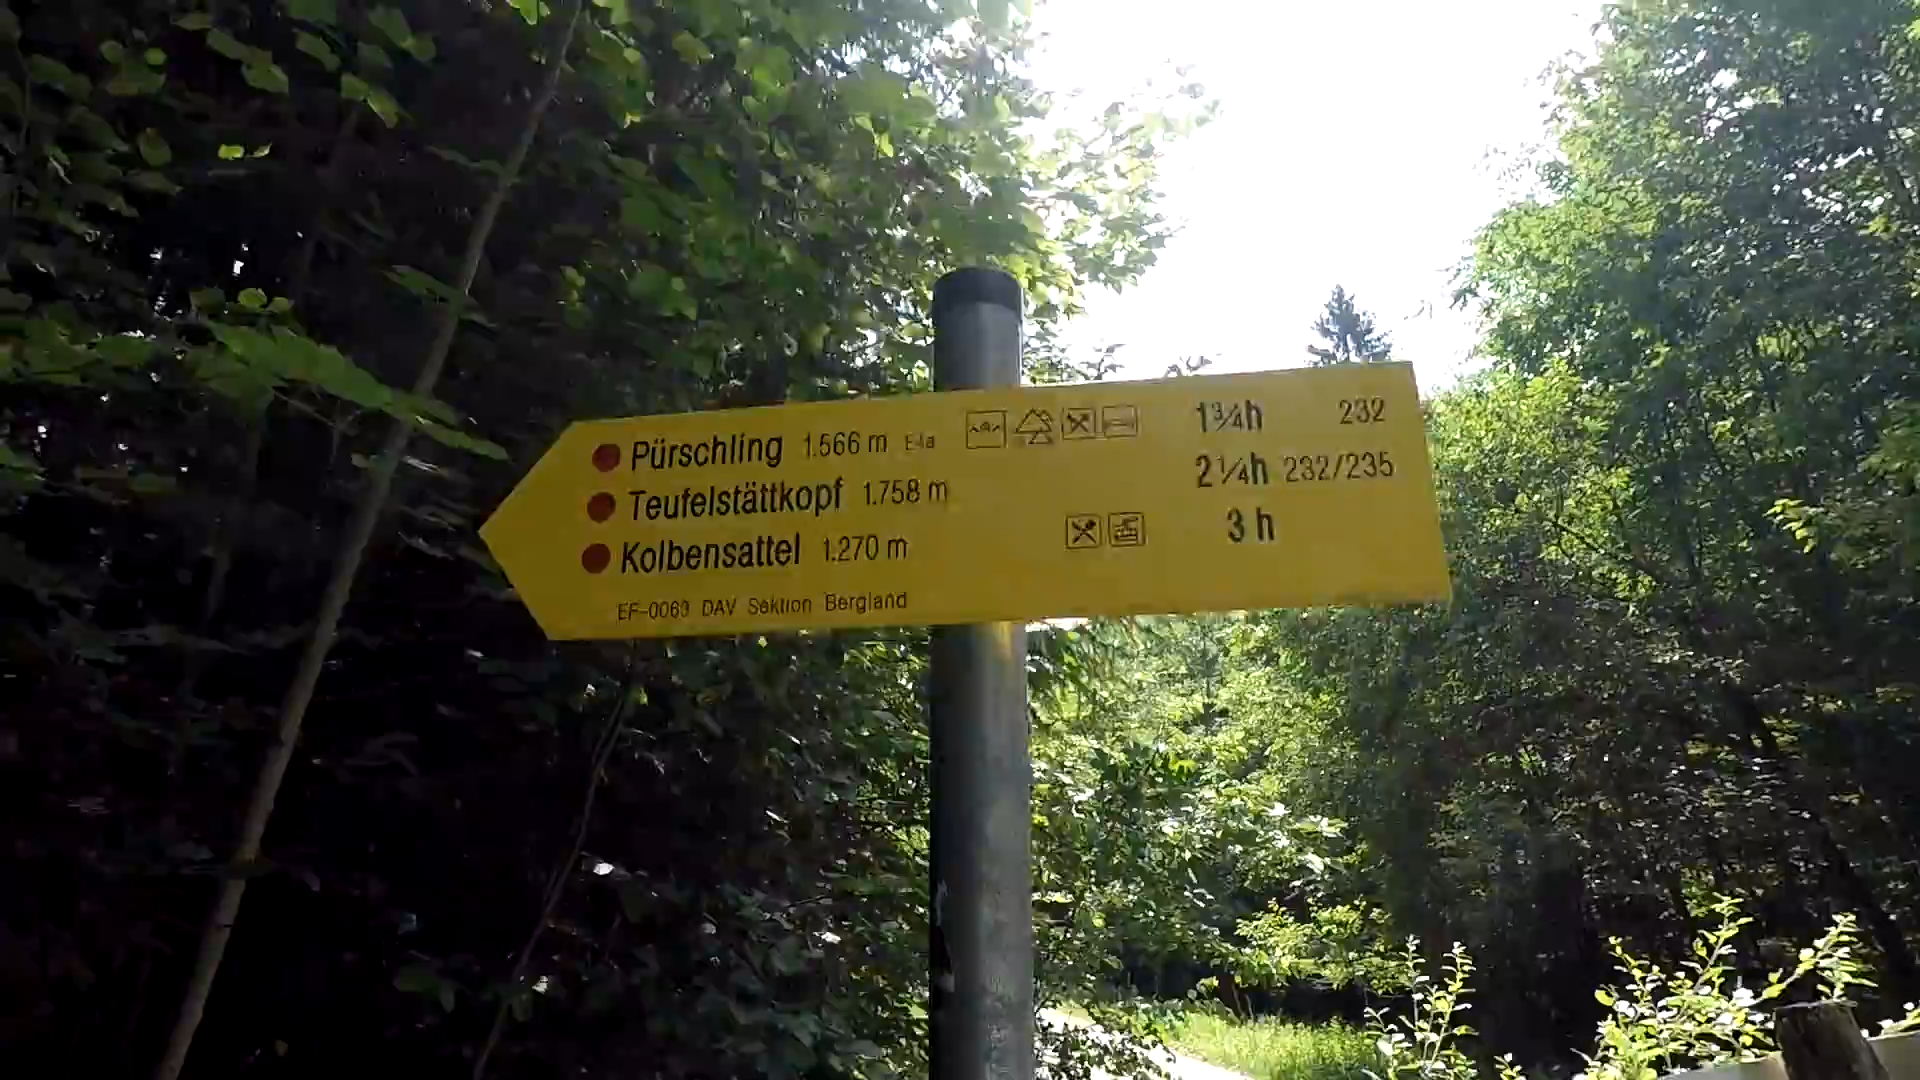 Pürschling 1.566 m E4a 1¾h 232
Teufelstättkopf 1.758 m 2¼h 232/235
Kolbensattel 1.270 m 3 h
EF-0069 DAV Sektion Bergland